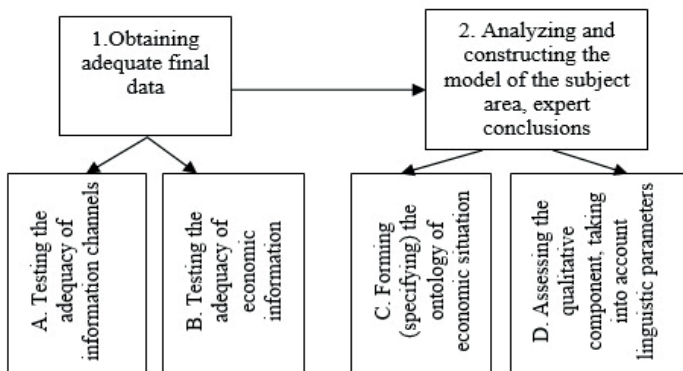 1.Obtaining
adequate final
data
2. Analyzing and
constructing the
model of the subject
area, expert
conclusions
A. Testing the
adequacy of
information channels
B. Testing the
adequacy of
economic
information
C. Forming
(specifying) the
ontology of
economic situation
D. Assessing the
qualitative
component, taking
into account
linguistic parameters